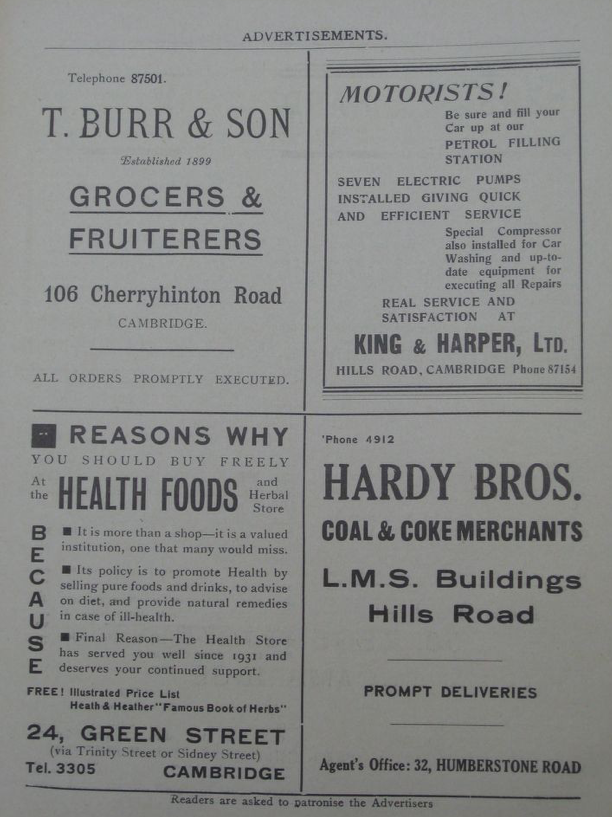 ADVERTISEMENTS.
Telephone 87501.
T. BURR & SON
Established 1899
GROCERS &
FRUITERERS
106 Cherryhinton Road
CAMBRIDGE.
ALL ORDERS PROMPTLY EXECUTED.
MOTORISTS!
Be sure and fill your
Car up at our
PETROL FILLING
STATION
SEVEN ELECTRIC PUMPS
INSTALLED GIVING QUICK
AND EFFICIENT SERVICE
Special Compressor
also installed for Car
Washing and up-to-
date equipment for
executing all Repairs
REAL SERVICE AND
SATISFACTION AT
KING & HARPER, LTD.
HILLS ROAD, CAMBRIDGE Phone 87154
REASONS WHY
YOU SHOULD BUY FREELY
At the HEALTH FOODS and Herbal Store
BECAUSE
■ It is more than a shop—it is a valued
institution, one that many would miss.
■ Its policy is to promote Health by
selling pure foods and drinks, to advise
on diet, and provide natural remedies
in case of ill-health.
■ Final Reason—The Health Store
has served you well since 1931 and
deserves your continued support.
FREE! Illustrated Price List
Heath & Heather "Famous Book of Herbs"
24, GREEN STREET
(via Trinity Street or Sidney Street)
Tel. 3305 CAMBRIDGE
'Phone 4912
HARDY BROS.
COAL & COKE MERCHANTS
L.M.S. Buildings
Hills Road
PROMPT DELIVERIES
Agent's Office: 32, HUMBERSTONE ROAD
Readers are asked to patronise the Advertisers